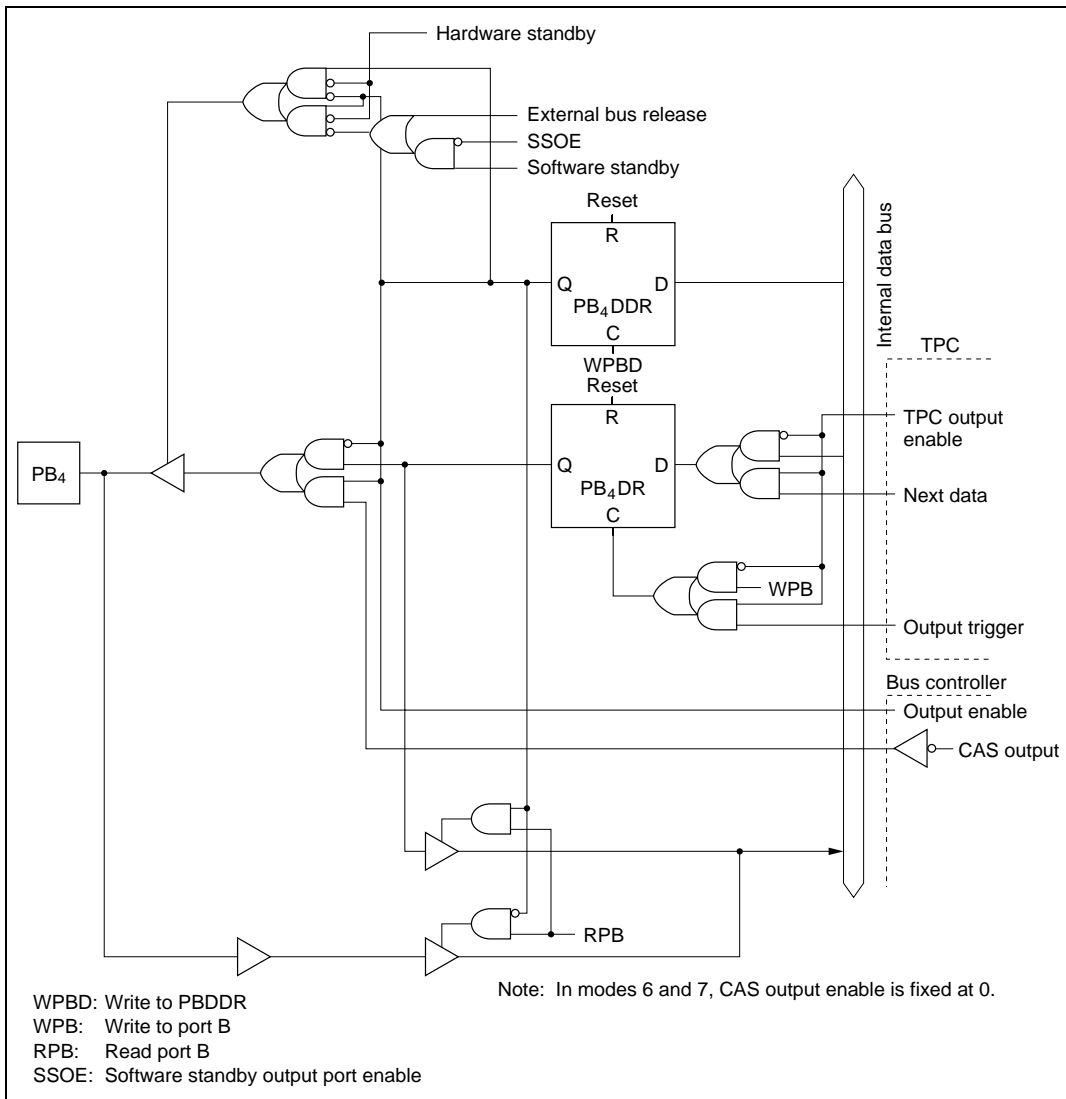 Hardware standby
External bus release
SSOE
Software standby
Reset
R
Q
D
PB4DDR
C
WPBD
Internal data bus
TPC
Reset
R
Q
D
PB4DR
C
TPC output
enable
Next data
PB4
WPB
Output trigger
Bus controller
Output enable
CAS output
RPB
WPBD: Write to PBDDR
WPB: Write to port B
RPB: Read port B
SSOE: Software standby output port enable
Note: In modes 6 and 7, CAS output enable is fixed at 0.